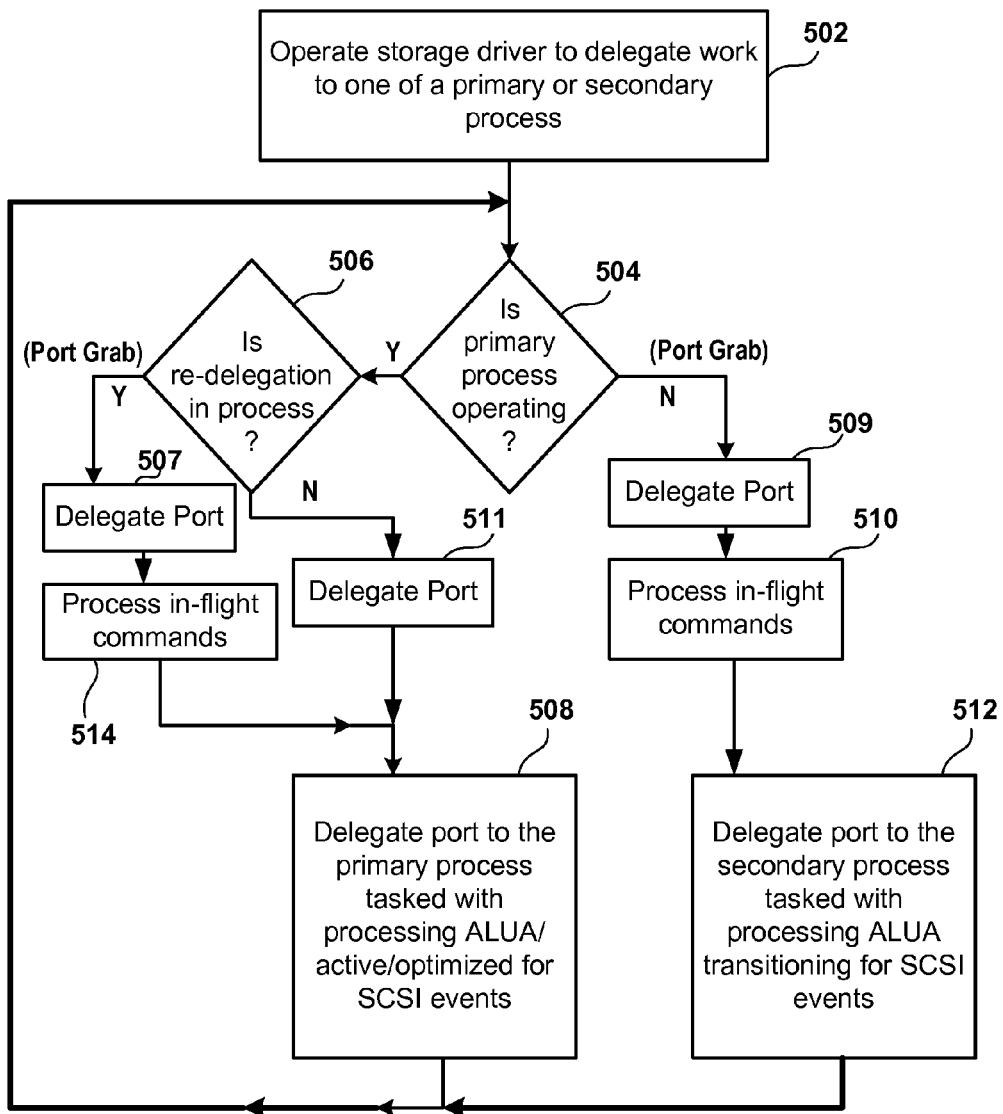 Operate storage driver to delegate work
to one of a primary or secondary
process
502
506
504
Is
re-delegation
in process
?
Is
primary
process
operating
?
(Port Grab)
Y
Y
(Port Grab)
N
507
N
509
Delegate Port
511
Delegate Port
510
Process in-flight
commands
Delegate Port
Process in-flight
commands
514
508
512
Delegate port to the
primary process
tasked with
processing ALUA/
active/optimized for
SCSI events
Delegate port to the
secondary process
tasked with
processing ALUA
transitioning for SCSI
events